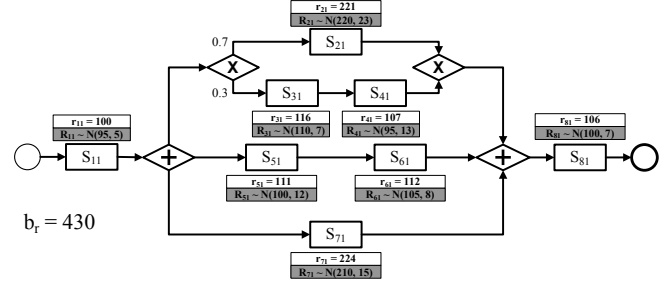 r21 = 221
R21 ~ N(220, 23)
0.7
S21
X
X
0.3
S31
S41
r31 = 116
R31 ~ N(110, 7)
r41 = 107
R41 ~ N(95, 13)
r11 = 100
R11 ~ N(95, 5)
r81 = 106
R81 ~ N(100, 7)
S11
+
S51
S61
+
S81
r51 = 111
R51 ~ N(100, 12)
r61 = 112
R61 ~ N(105, 8)
br = 430
S71
r71 = 224
R71 ~ N(210, 15)